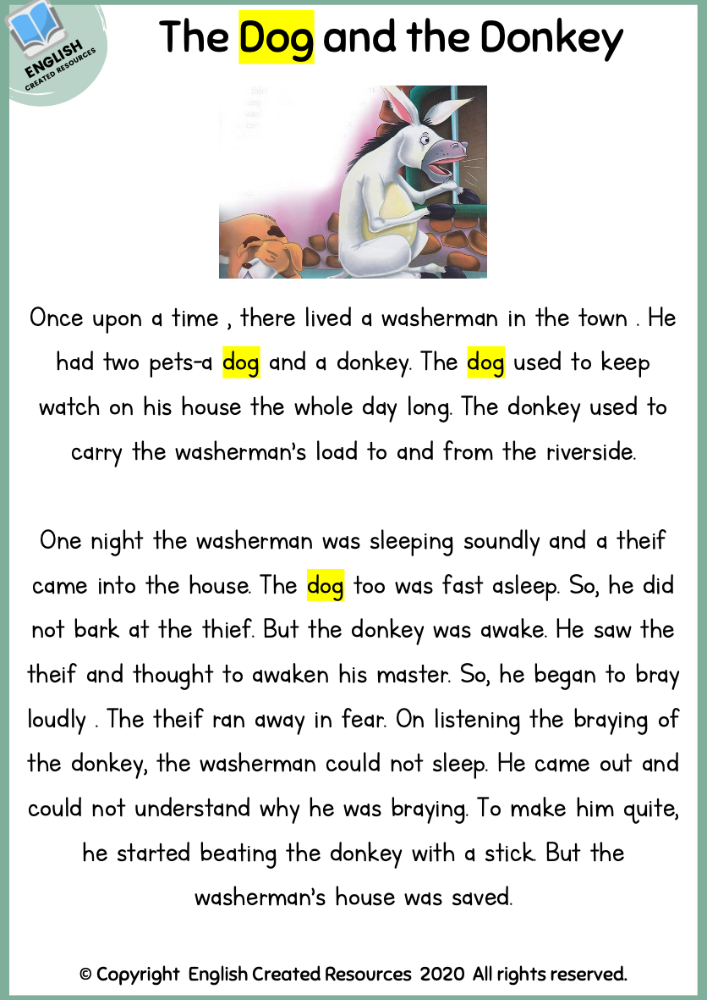 ENGLISH
CREATED RESOURCES
The Dog and the Donkey
Once upon a time , there lived a washerman in the town . He
had two pets-a dog and a donkey. The dog used to keep
watch on his house the whole day long. The donkey used to
carry the washerman's load to and from the riverside.
One night the washerman was sleeping soundly and a theif
came into the house. The dog too was fast asleep. So, he did
not bark at the thief. But the donkey was awake. He saw the
theif and thought to awaken his master. So, he began to bray
loudly . The theif ran away in fear. On listening the braying of
the donkey, the washerman could not sleep. He came out and
could not understand why he was braying. To make him quite,
he started beating the donkey with a stick. But the
washerman's house was saved.
© Copyright English Created Resources 2020 All rights reserved.